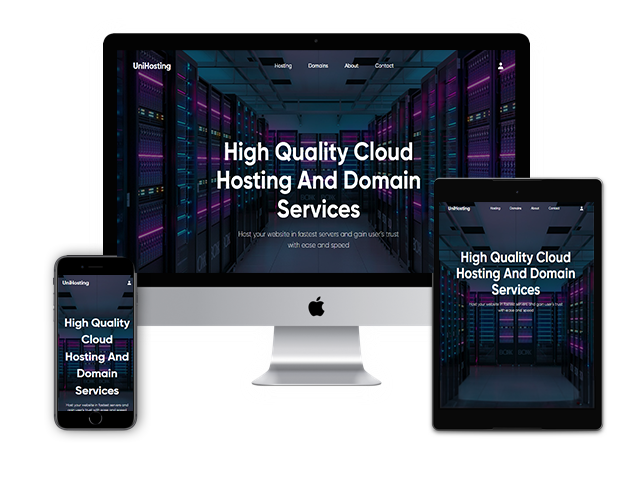 UniHosting
Hosting Domains About Contact
High Quality Cloud
Hosting And Domain
Services
Host your website in fastest servers and gain user's trust
with ease and speed
UniHosting
Hosting Domains About Contact
High Quality Cloud
Hosting And Domain
Services
Host your website in fastest servers and gain user's trust
with ease and speed
UniHosting
High Quality
Cloud
Hosting And
Domain
Services
Host your website in fastest servers and
gain user's trust with ease and speed